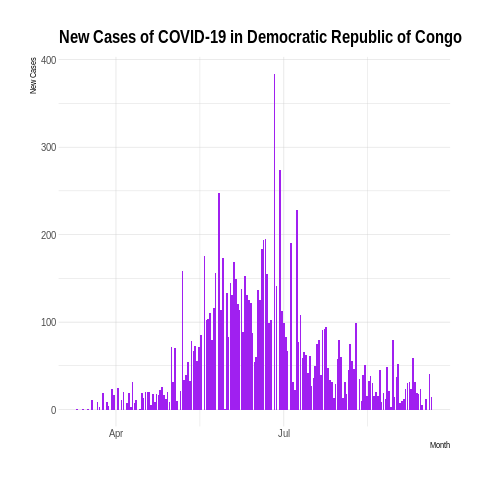 New Cases of COVID-19 in Democratic Republic of Congo
New Cases
400
300
200
100
0
Apr
Jul
Month